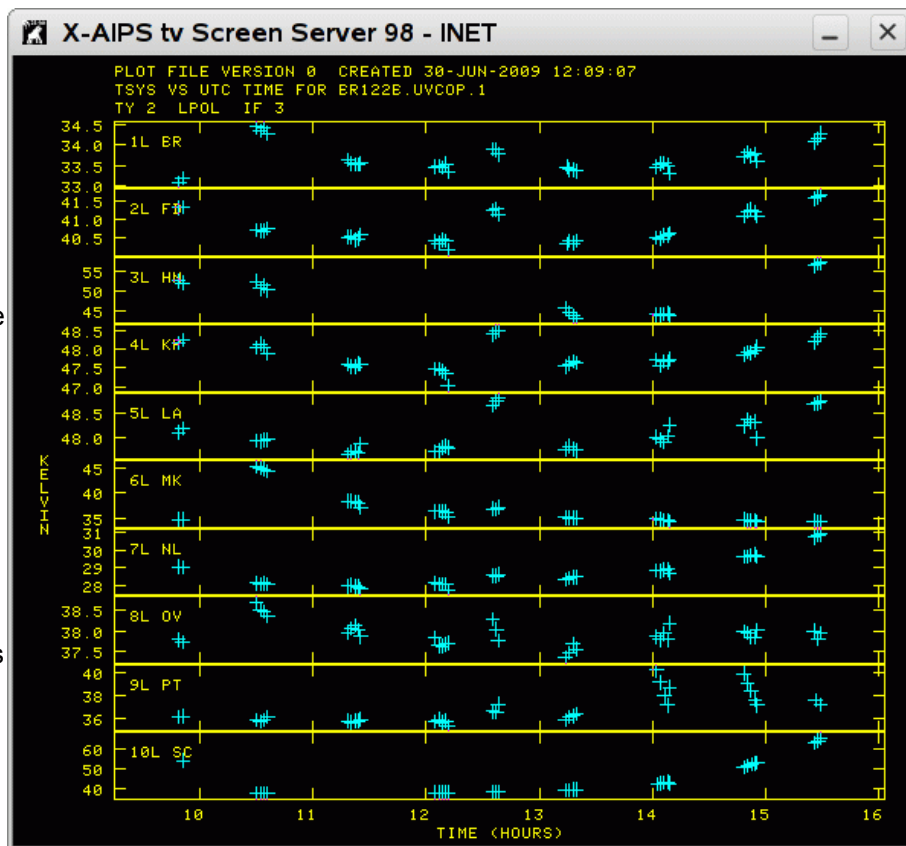 X-AIPS tv Screen Server 98 - INET
PLOT FILE VERSION 0 CREATED 30-JUN-2009 12:09:07
TSYS VS UTC TIME FOR BR122B.UVCOP.1
TY 2 LPOL IF 3
34.5
1L BR
34.0
33.5
33.0
41.5
2L FD
41.0
40.5
55
3L HN
50
45
e
48.5
4L KP
48.0
47.5
47.0
48.5
5L LA
48.0
KELVIN
45
6L MK
40
35
31
7L NL
30
29
28
38.5
8L OV
38.0
37.5
s
40
9L PT
38
36
60
10L SC
50
40
10 11 12 13 14 15 16
TIME (HOURS)